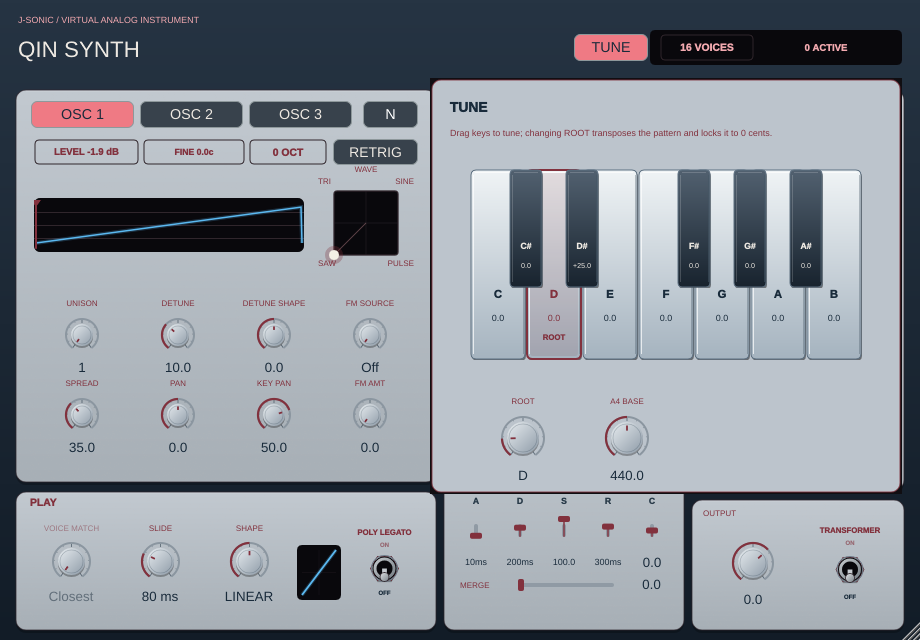 J-SONIC / VIRTUAL ANALOG INSTRUMENT
QIN SYNTH
TUNE
16 VOICES
0 ACTIVE
OSC 1
OSC 2
OSC 3
N
LEVEL -1.9 dB
FINE 0.0c
0 OCT
RETRIG
WAVE
TRI
SINE
SAW
PULSE
UNISON
DETUNE
DETUNE SHAPE
FM SOURCE
1
10.0
0.0
Off
SPREAD
PAN
KEY PAN
FM AMT
35.0
0.0
50.0
0.0
TUNE
Drag keys to tune; changing ROOT transposes the pattern and locks it to 0 cents.
C#
D#
F#
G#
A#
0.0
+25.0
0.0
0.0
0.0
C
D
E
F
G
A
B
0.0
0.0
0.0
0.0
0.0
0.0
0.0
ROOT
ROOT
A4 BASE
D
440.0
PLAY
VOICE MATCH
SLIDE
SHAPE
POLY LEGATO
ON
OFF
Closest
80 ms
LINEAR
A
D
S
R
C
10ms
200ms
100.0
300ms
0.0
MERGE
0.0
OUTPUT
TRANSFORMER
ON
OFF
0.0